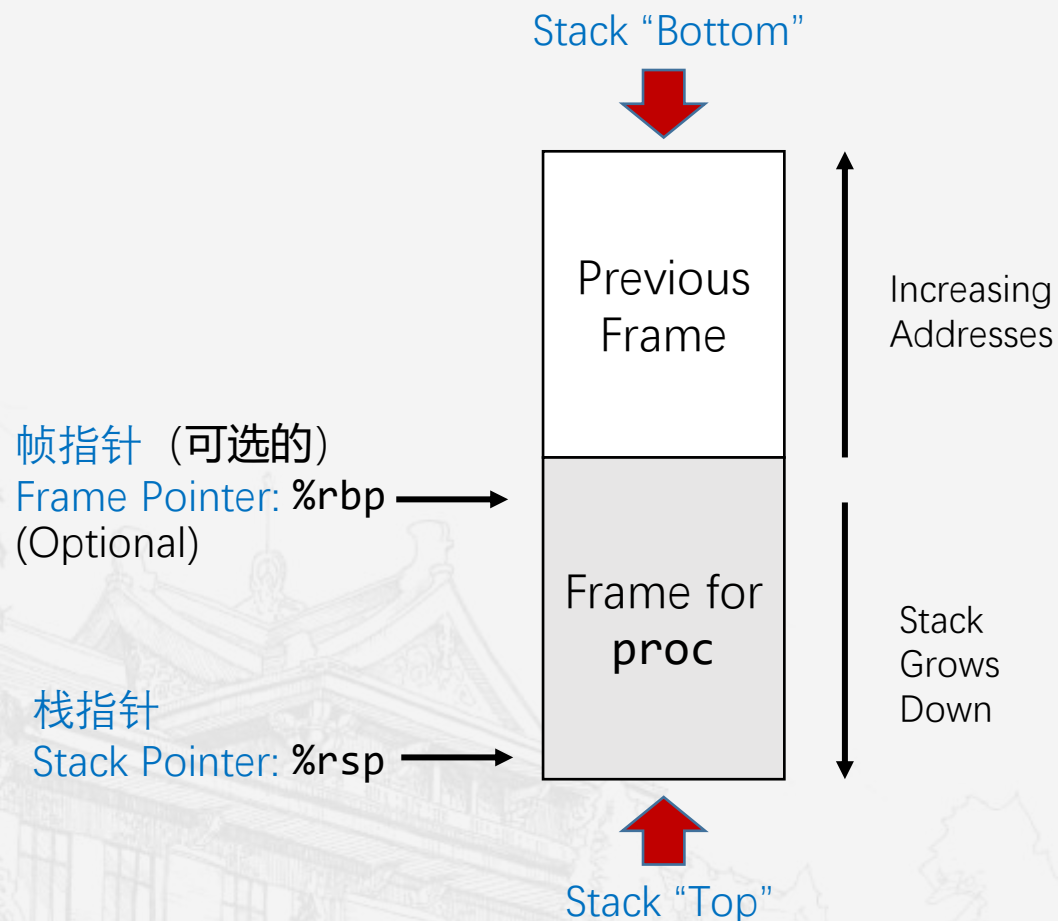 Stack “Bottom”
Previous
Frame
Increasing
Addresses
帧指针（可选的）
Frame Pointer: %rbp
(Optional)
Frame for
proc
Stack
Grows
Down
栈指针
Stack Pointer: %rsp
Stack “Top”